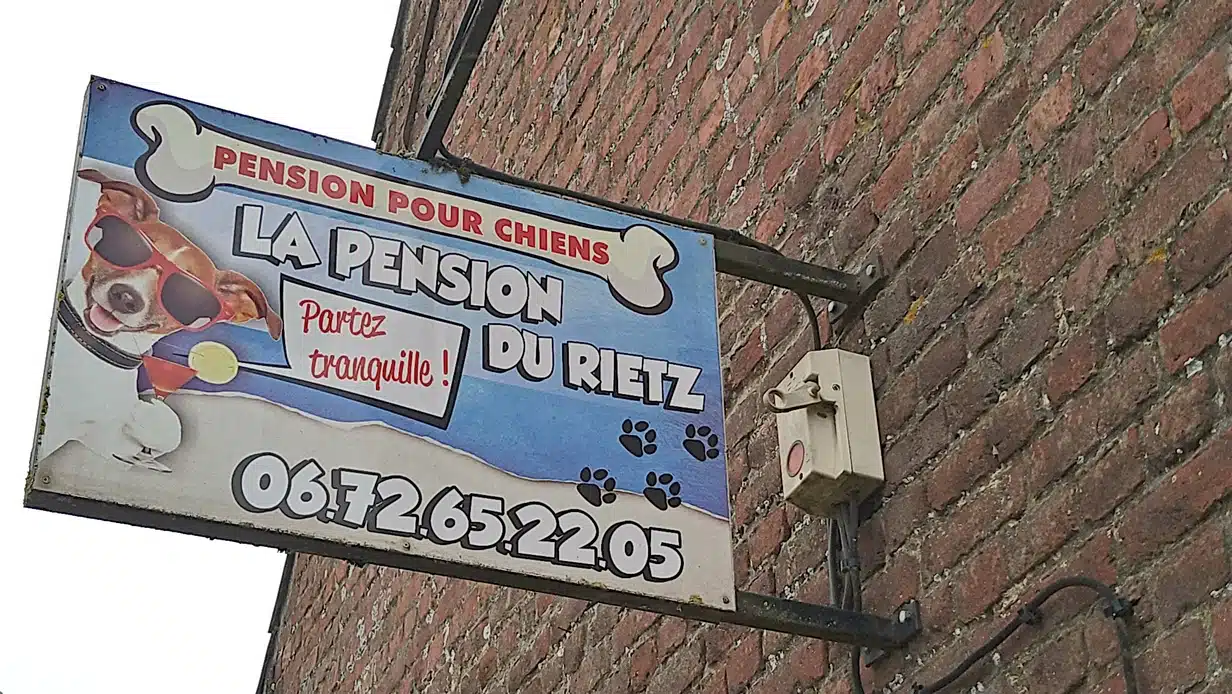 PENSION POUR CHIENS
LA PENSION
DU RIETZ
Partez
tranquille !
06.72.65.22.05